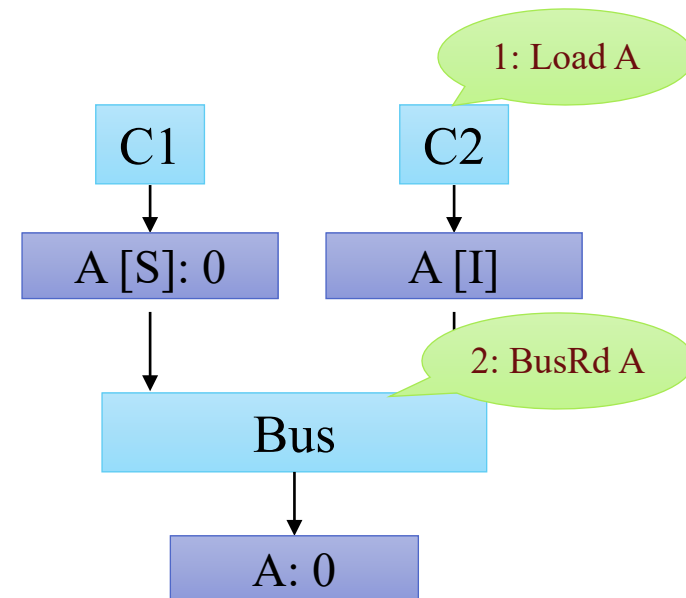 1: Load A
C1
C2
A [S]: 0
A [I]
2: BusRd A
Bus
A: 0